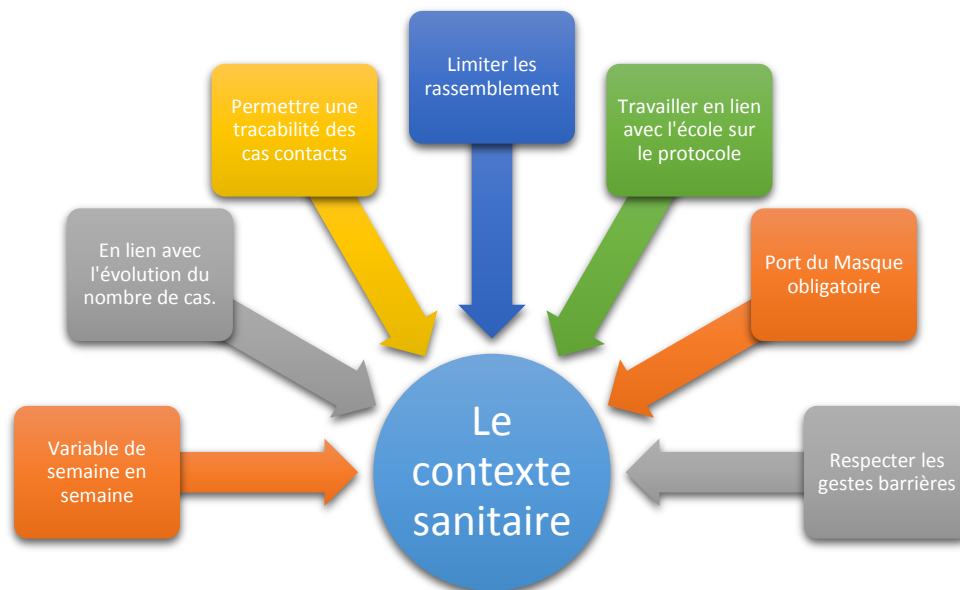 Limiter les
rassemblement
Permettre une
tracabilité des
cas contacts
Travailler en lien
avec l'école sur
le protocole
En lien avec
l'évolution du
nombre de cas.
Port du Masque
obligatoire
Variable de
semaine en
semaine
Le
contexte
sanitaire
Respecter les
gestes barrières